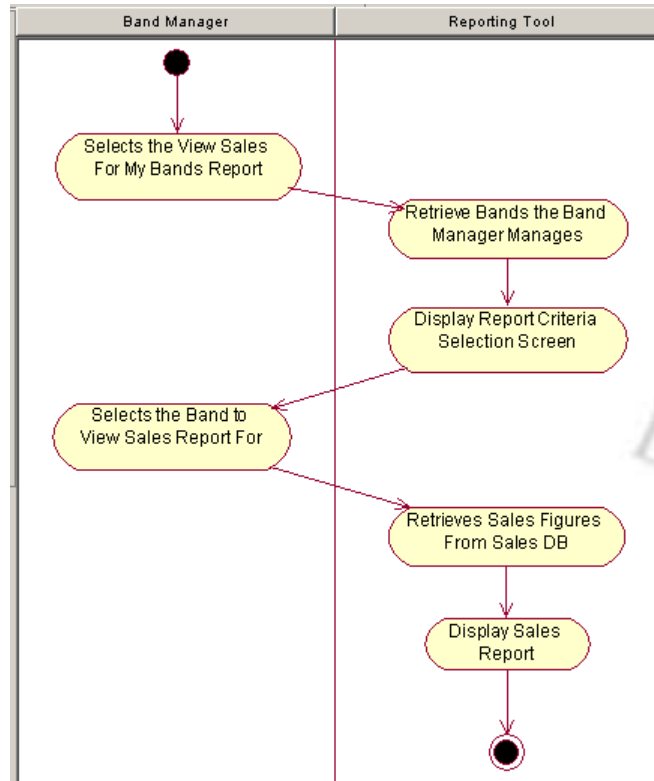 Band Manager
Reporting Tool
Selects the View Sales
For My Bands Report
Retrieve Bands the Band
Manager Manages
Display Report Criteria
Selection Screen
Selects the Band to
View Sales Report For
Retrieves Sales Figures
From Sales DB
Display Sales
Report